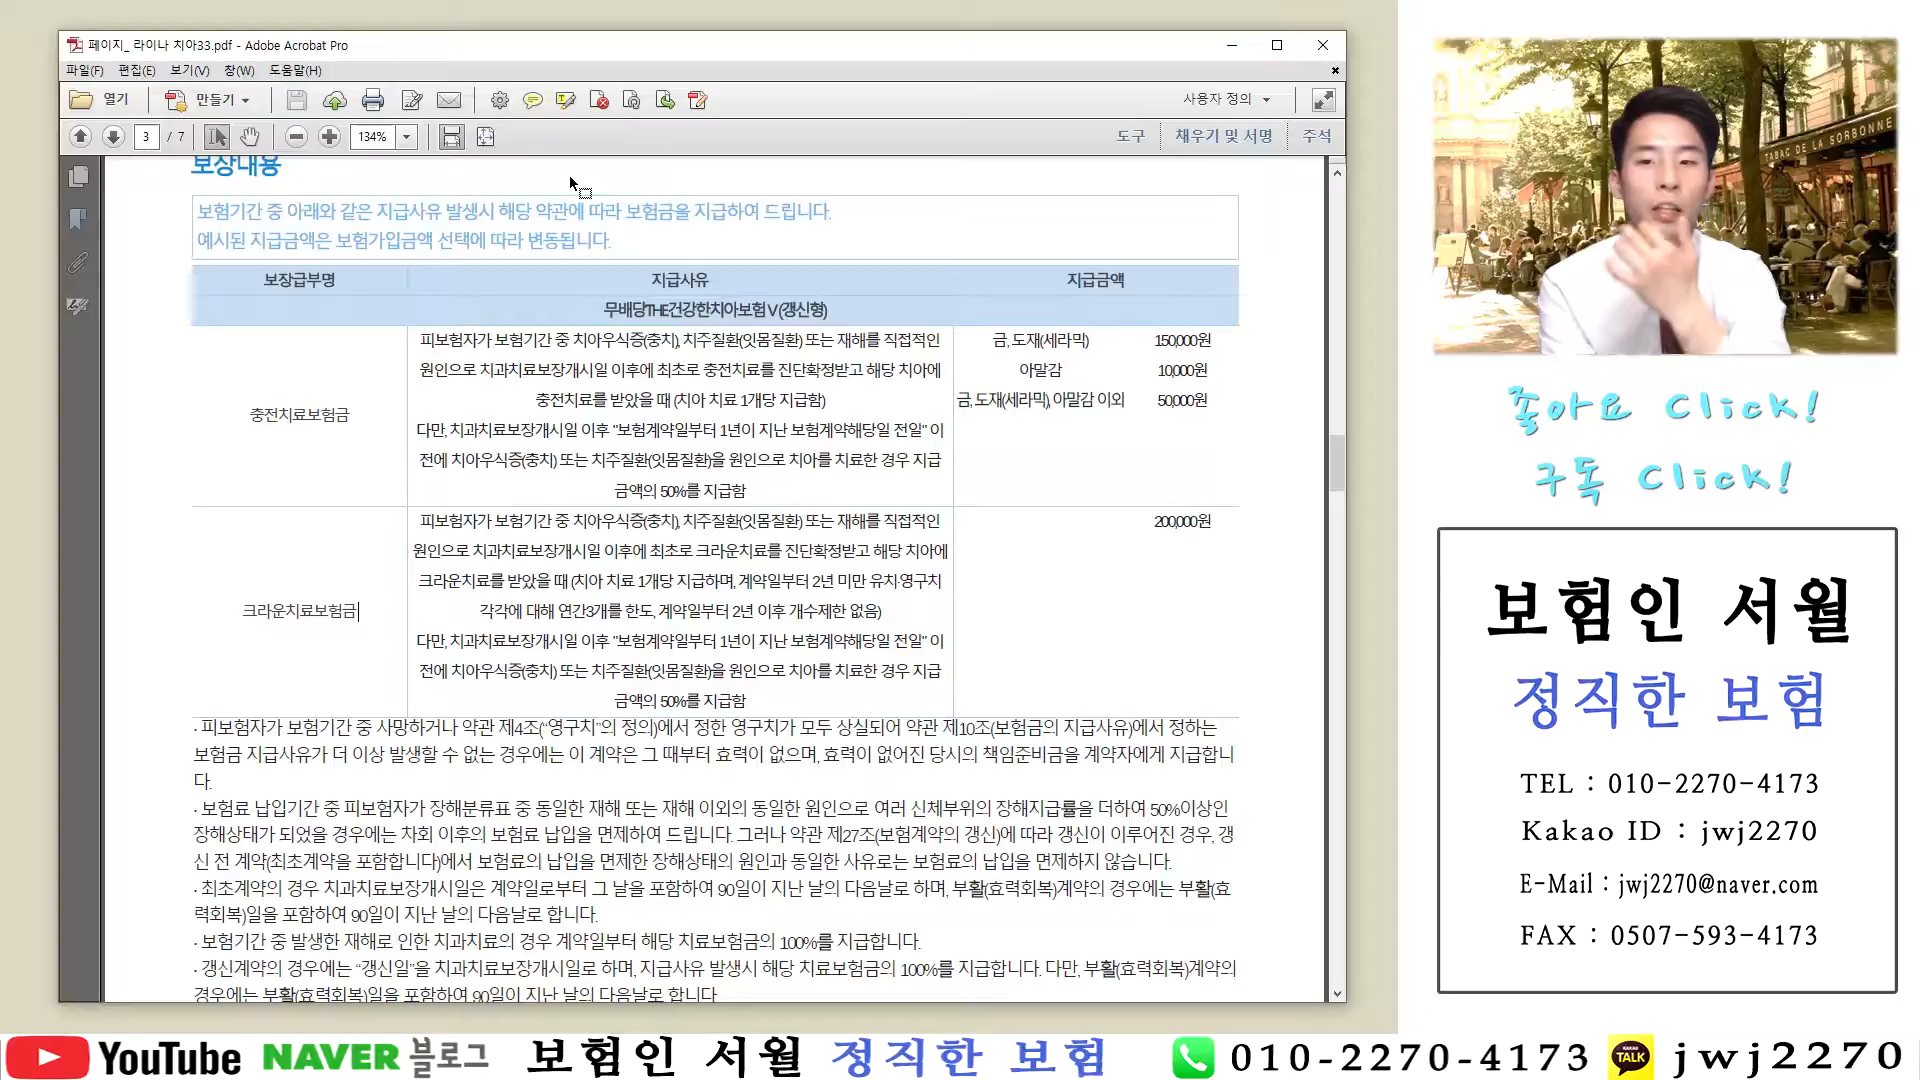 페이지_ 라이나 치아33.pdf - Adobe Acrobat Pro
파일(F) 편집(E) 보기(V) 창(W) 도움말(H)
열기 만들기 사용자 정의
3 / 7 134% 도구 채우기 및 서명 주석
보상내용
보험기간 중 아래와 같은 지급사유 발생시 해당 약관에 따라 보험금을 지급하여 드립니다.
예시된 지급금액은 보험가입금액 선택에 따라 변동됩니다.
보장급부명 지급사유 지급금액
무배당THE건강한치아보험Ⅴ(갱신형)
충전치료보험금
피보험자가 보험기간 중 치아우식증(충치), 치주질환(잇몸질환) 또는 재해를 직접적인
원인으로 치과치료보장개시일 이후에 최초로 충전치료를 진단확정받고 해당 치아에
충전치료를 받았을 때 (치아 치료 1개당 지급함)
다만, 치과치료보장개시일 이후 "보험계약일부터 1년이 지난 보험계약해당일 전일" 이
전에 치아우식증(충치) 또는 치주질환(잇몸질환)을 원인으로 치아를 치료한 경우 지급
금액의 50%를 지급함
금, 도재(세라믹) 150,000원
아말감 10,000원
금, 도재(세라믹), 아말감 이외 50,000원
크라운치료보험금
피보험자가 보험기간 중 치아우식증(충치), 치주질환(잇몸질환) 또는 재해를 직접적인
원인으로 치과치료보장개시일 이후에 최초로 크라운치료를 진단확정받고 해당 치아에
크라운치료를 받았을 때 (치아 치료 1개당 지급하며, 계약일부터 2년 미만 유치·영구치
각각에 대해 연간3개를 한도, 계약일부터 2년 이후 개수제한 없음)
다만, 치과치료보장개시일 이후 "보험계약일부터 1년이 지난 보험계약해당일 전일" 이
전에 치아우식증(충치) 또는 치주질환(잇몸질환)을 원인으로 치아를 치료한 경우 지급
금액의 50%를 지급함
200,000원
· 피보험자가 보험기간 중 사망하거나 약관 제4조(“영구치”의 정의)에서 정한 영구치가 모두 상실되어 약관 제10조(보험금의 지급사유)에서 정하는
보험금 지급사유가 더 이상 발생할 수 없는 경우에는 이 계약은 그 때부터 효력이 없으며, 효력이 없어진 당시의 책임준비금을 계약자에게 지급합니
다.
· 보험료 납입기간 중 피보험자가 장해분류표 중 동일한 재해 또는 재해 이외의 동일한 원인으로 여러 신체부위의 장해지급률을 더하여 50%이상인
장해상태가 되었을 경우에는 차회 이후의 보험료 납입을 면제하여 드립니다. 그러나 약관 제27조(보험계약의 갱신)에 따라 갱신이 이루어진 경우, 갱
신 전 계약(최초계약을 포함합니다)에서 보험료의 납입을 면제한 장해상태의 원인과 동일한 사유로는 보험료의 납입을 면제하지 않습니다.
· 최초계약의 경우 치과치료보장개시일은 계약일로부터 그 날을 포함하여 90일이 지난 날의 다음날로 하며, 부활(효력회복)계약의 경우에는 부활(효
력회복)일을 포함하여 90일이 지난 날의 다음날로 합니다.
· 보험기간 중 발생한 재해로 인한 치과치료의 경우 계약일부터 해당 치료보험금의 100%를 지급합니다.
· 갱신계약의 경우에는 “갱신일”을 치과치료보장개시일로 하며, 지급사유 발생시 해당 치료보험금의 100%를 지급합니다. 다만, 부활(효력회복)계약의
경우에는 부활(효력회복)일을 포함하여 90일이 지난 날의 다음날로 합니다
TABAC DE LA SORBONNE
좋아요 Click!
구독 Click!
보험인 서월
정직한 보험
TEL : 010-2270-4173
Kakao ID : jwj2270
E-Mail : jwj2270@naver.com
FAX : 0507-593-4173
YouTube NAVER 블로그 보험인 서월 정직한 보험 010-2270-4173 KAKAO TALK jwj2270